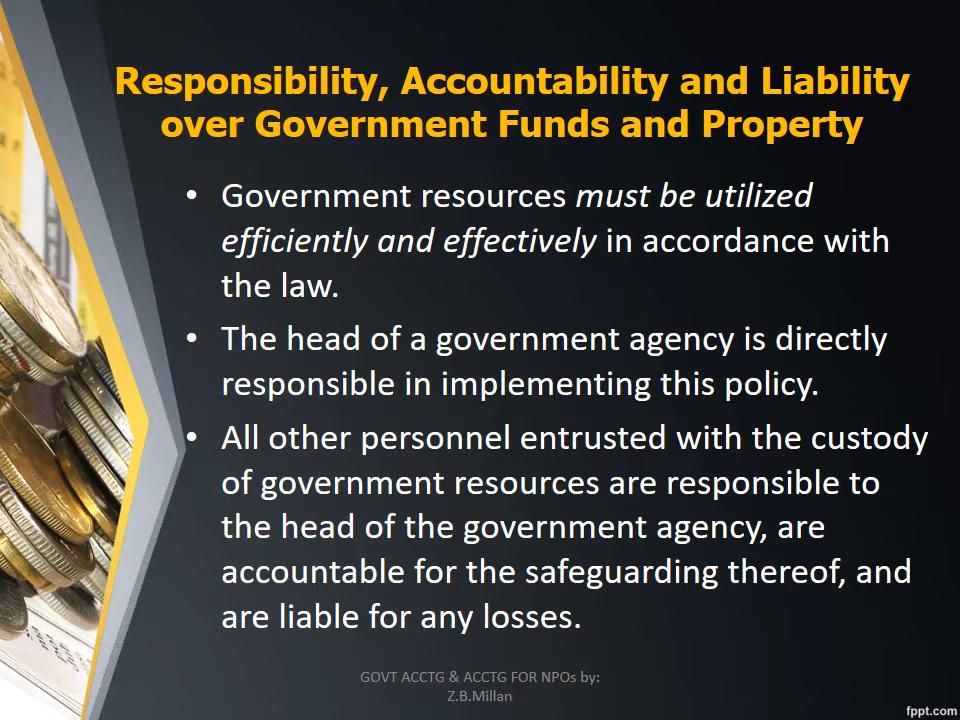 Responsibility, Accountability and Liability
over Government Funds and Property
• Government resources must be utilized
efficiently and effectively in accordance with
the law.
• The head of a government agency is directly
responsible in implementing this policy.
• All other personnel entrusted with the custody
of government resources are responsible to
the head of the government agency, are
accountable for the safeguarding thereof, and
are liable for any losses.
GOVT ACCTG & ACCTG FOR NPOs by:
Z.B.Millan
fppt.com